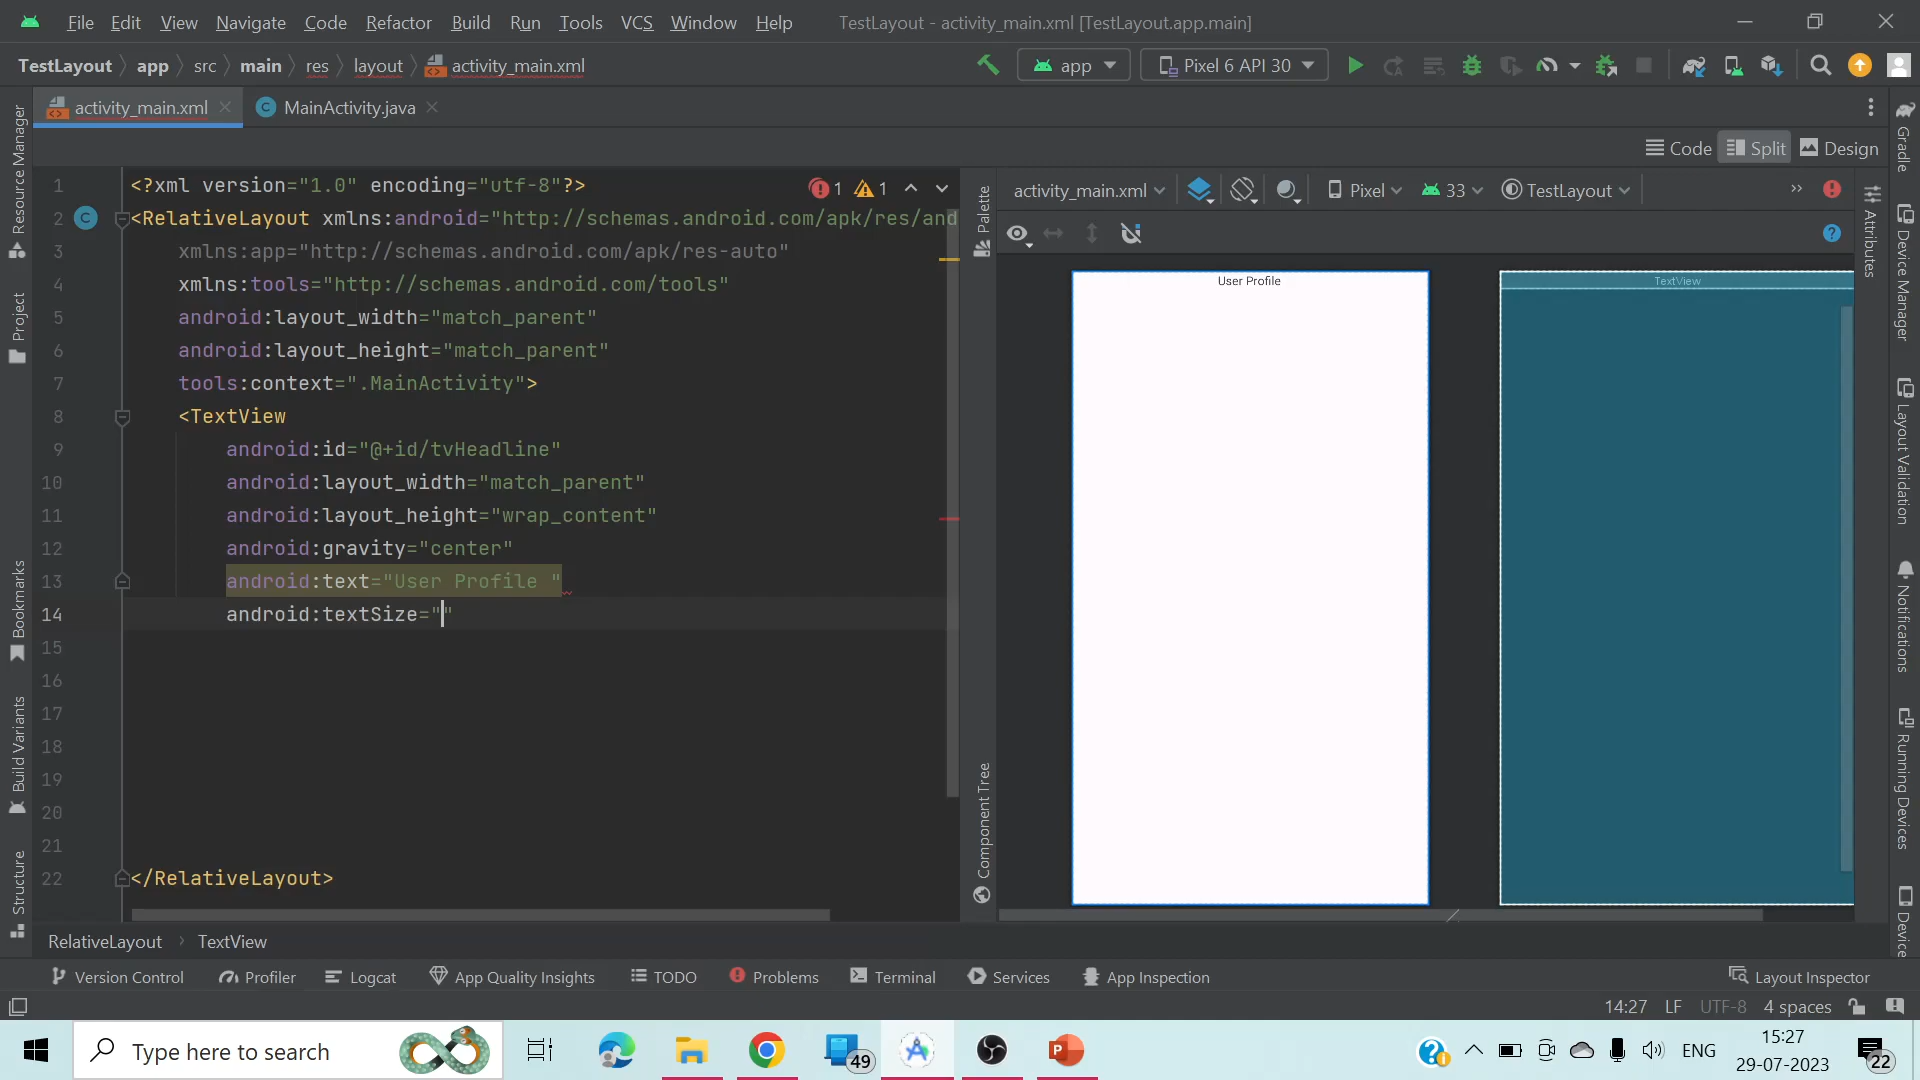 File Edit View Navigate Code Refactor Build Run Tools VCS Window Help TestLayout - activity_main.xml [TestLayout.app.main]
TestLayout app src main res layout activity_main.xml app Pixel 6 API 30
activity_main.xml MainActivity.java
Code Split Design
1 <?xml version="1.0" encoding="utf-8"?> 1 1
2 <RelativeLayout xmlns:android="http://schemas.android.com/apk/res/and
3 xmlns:app="http://schemas.android.com/apk/res-auto"
4 xmlns:tools="http://schemas.android.com/tools"
5 android:layout_width="match_parent"
6 android:layout_height="match_parent"
7 tools:context=".MainActivity">
8 <TextView
9 android:id="@+id/tvHeadline"
10 android:layout_width="match_parent"
11 android:layout_height="wrap_content"
12 android:gravity="center"
13 android:text="User Profile "
14 android:textSize=""
15
16
17
18
19
20
21
22 </RelativeLayout>
activity_main.xml Pixel 33 TestLayout
User Profile
TextView
Resource Manager
Project
Bookmarks
Build Variants
Structure
Palette
Component Tree
Attributes
Gradle
Device Manager
Layout Validation
Notifications
Running Devices
Device
RelativeLayout TextView
Version Control Profiler Logcat App Quality Insights TODO Problems Terminal Services App Inspection Layout Inspector
14:27 LF UTF-8 4 spaces
Type here to search 49 ENG 15:27
29-07-2023 22